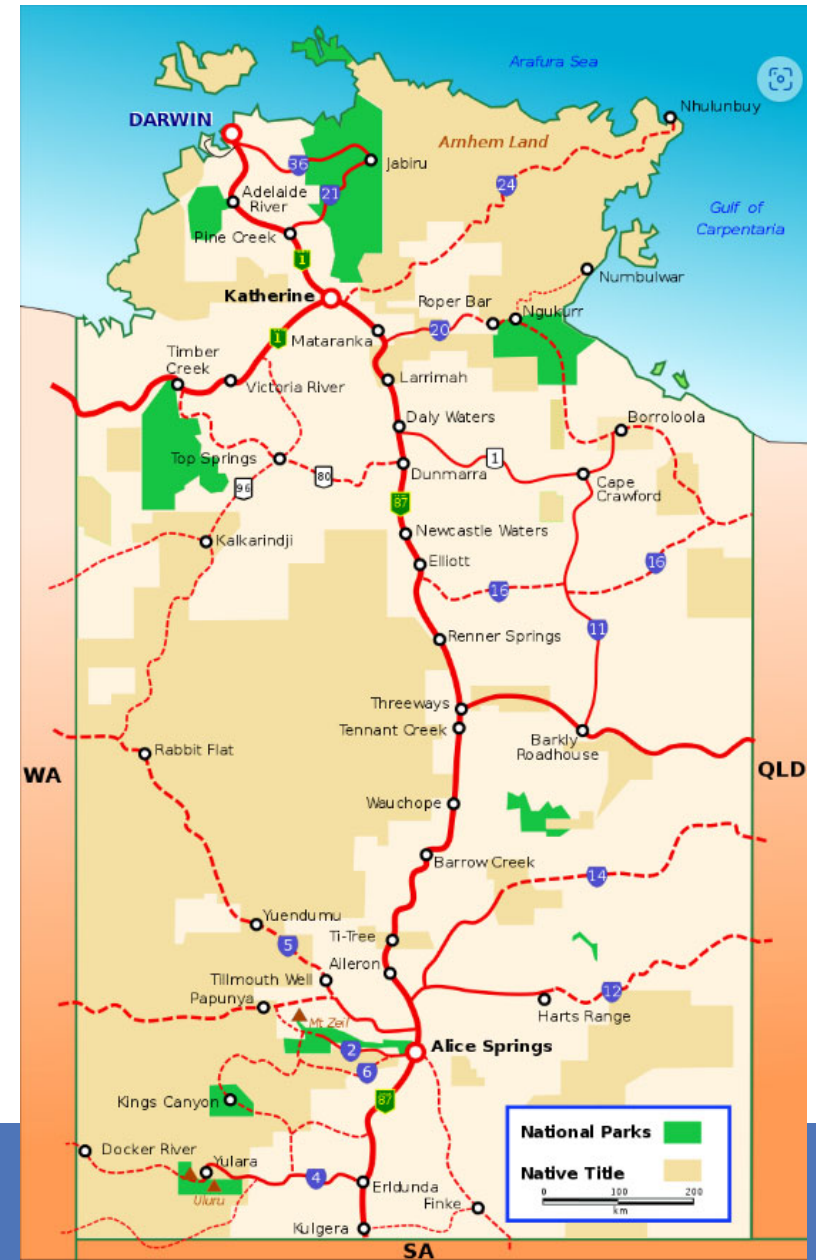 Arafura Sea
Nhulunbuy
DARWIN
Arnhem Land
36
Jabiru
21
24
Adelaide
River
Gulf of
Carpentaria
Pine Creek
1
Numbulwar
Katherine
Roper Bar
Ngukurr
20
1
Mataranka
Timber
Creek
Victoria River
Larrimah
Daly Waters
Borroloola
Top Springs
1
80
Dunmarra
96
Cape
Crawford
87
Newcastle Waters
Kalkarindji
Elliott
16
16
11
Renner Springs
Threeways
Tennant Creek
Barkly
Roadhouse
Rabbit Flat
WA
QLD
Wauchope
Barrow Creek
14
Yuendumu
Ti-Tree
5
Aileron
Tillmouth Well
12
Papunya
Harts Range
Mt Zeil
Alice Springs
2
6
Kings Canyon
87
National Parks
Docker River
Yulara
Native Title
4
Erldunda
Uluru
0 100 200
km
Finke
Kulgera
SA